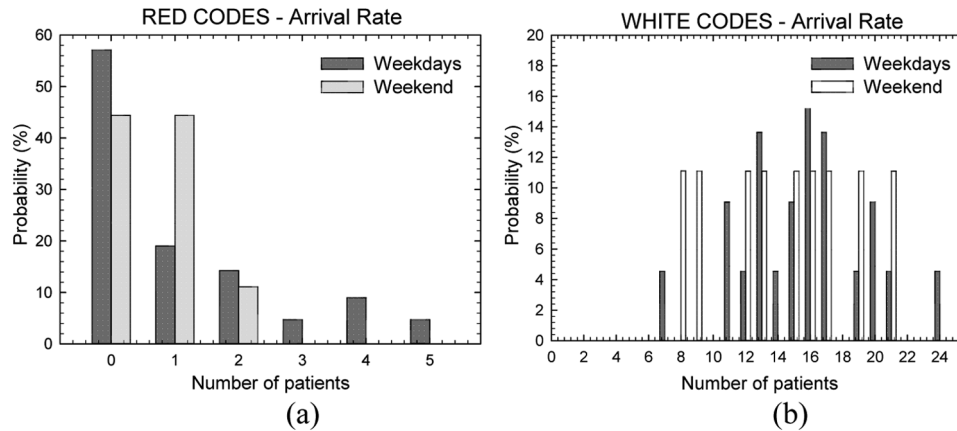 RED CODES - Arrival Rate
60
50
40
30
20
10
0
Probability (%)
Weekdays
Weekend
0 1 2 3 4 5
Number of patients
(a)
WHITE CODES - Arrival Rate
20
18
16
14
12
10
8
6
4
2
0
Probability (%)
Weekdays
Weekend
0 2 4 6 8 10 12 14 16 18 20 22 24
Number of patients
(b)